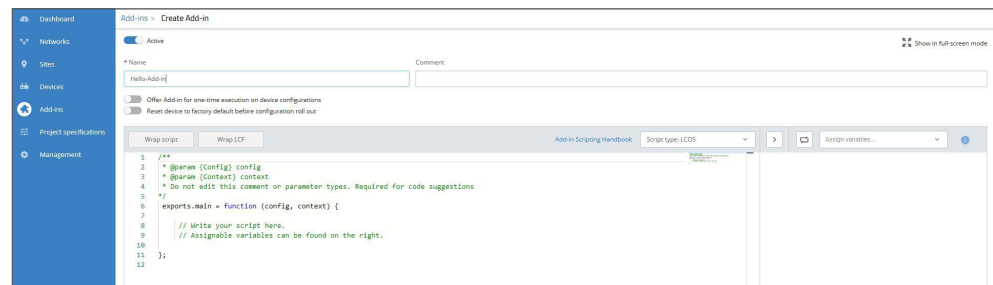 Dashboard
Networks
Sites
Devices
Add-ins
Project specifications
Management
Add-ins > Create Add-in
Active
Show in full-screen mode
* Name
Comment
Hello-Add-in
Offer Add-in for one-time execution on device configurations
Reset device to factory default before configuration roll out
Wrap script
Wrap LCF
Add-in Scripting Handbook
Script type: LCOS
Assign variables...
1 /**
2 * @param {Config} config
3 * @param {Context} context
4 * Do not edit this comment or parameter types. Required for code suggestions
5 */
6 exports.main = function (config, context) {
7
8 // Write your script here.
9 // Assignable variables can be found on the right.
10
11 };
12